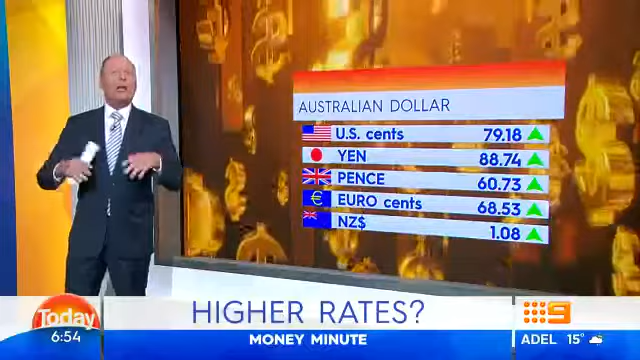 AUSTRALIAN DOLLAR
U.S. cents 79.18
YEN 88.74
PENCE 60.73
EURO cents 68.53
NZ$ 1.08
Today
HIGHER RATES?
9
6:54
MONEY MINUTE
ADEL 15°